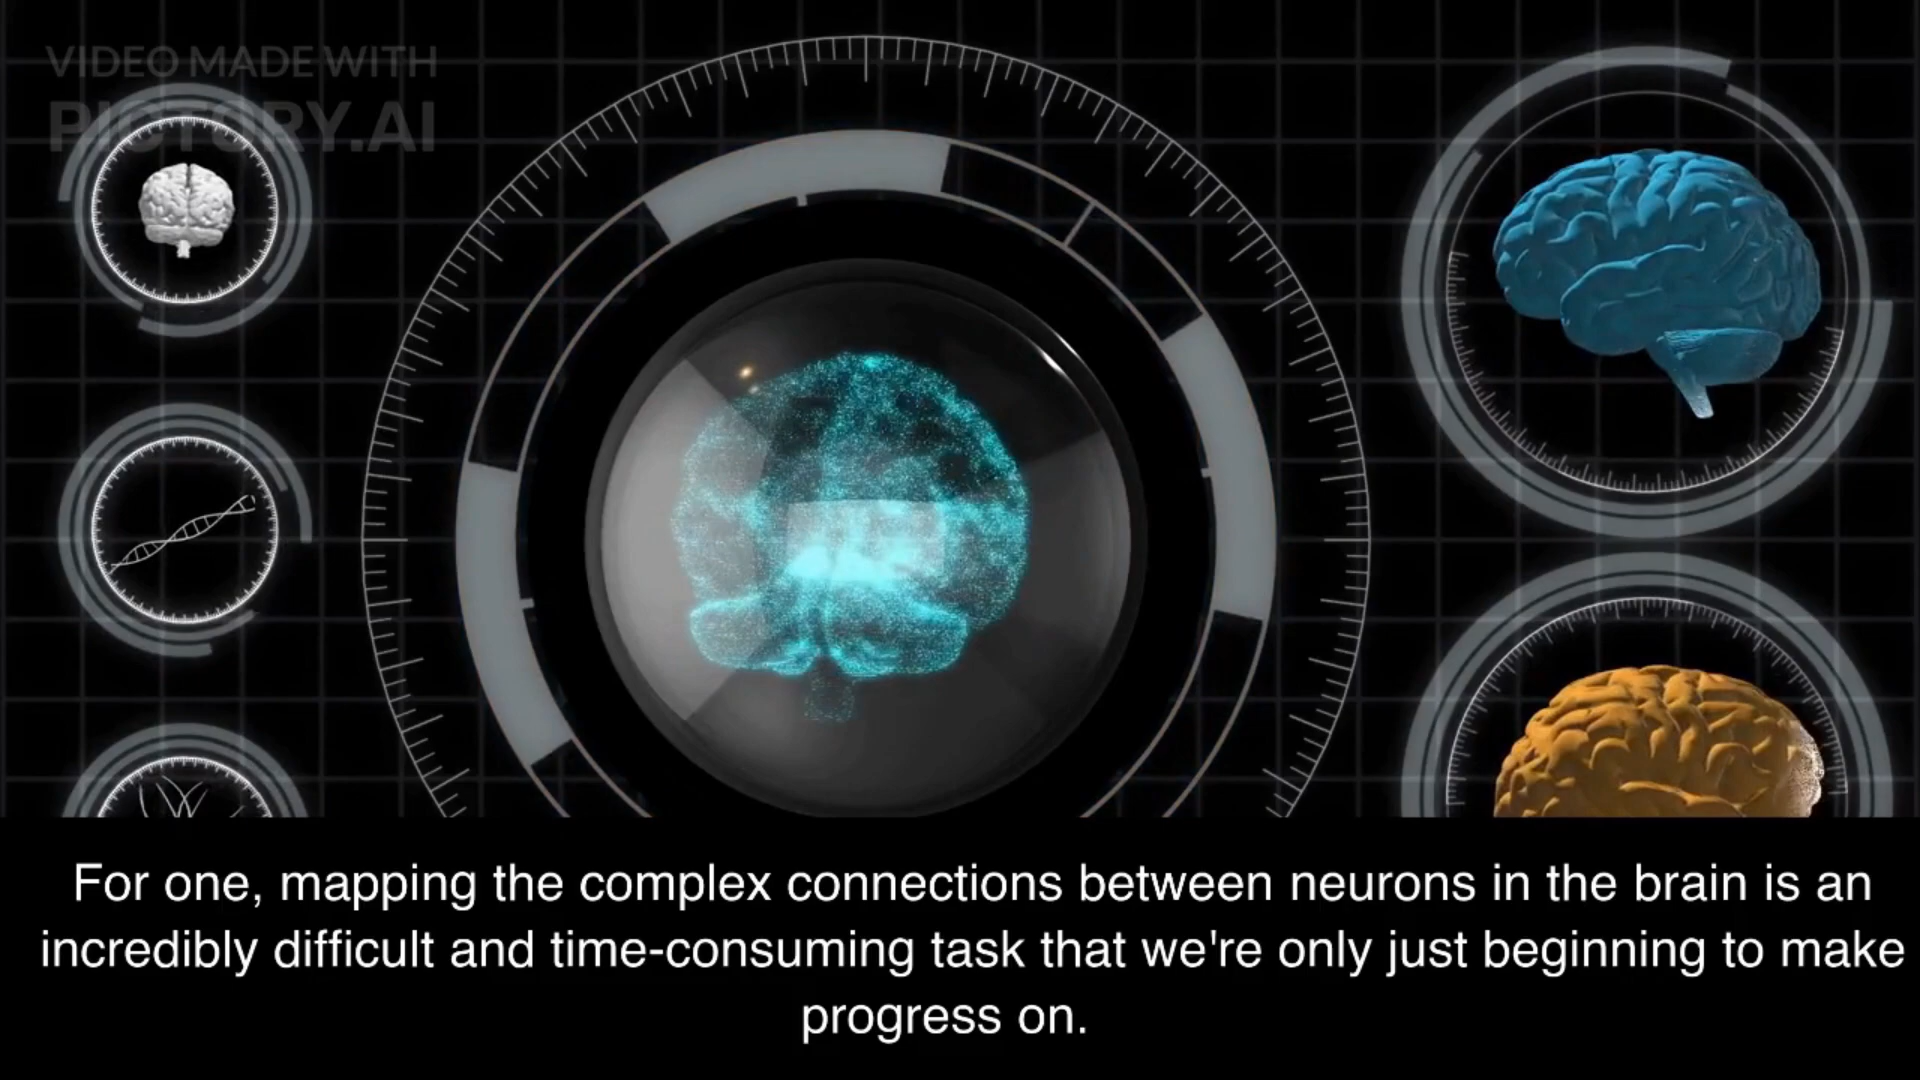 VIDEO MADE WITH
PICTORY.AI
For one, mapping the complex connections between neurons in the brain is an
incredibly difficult and time-consuming task that we're only just beginning to make
progress on.